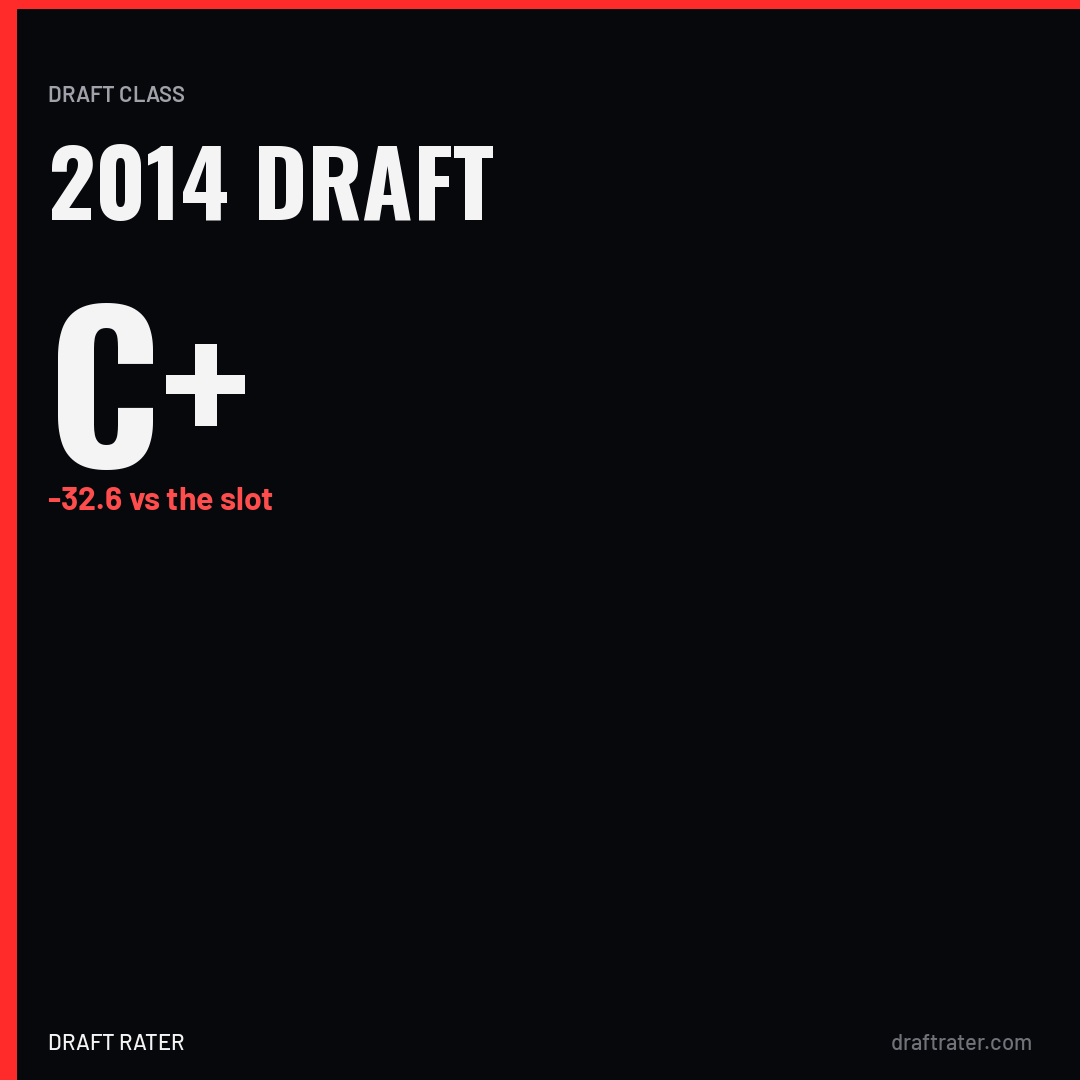 DRAFT CLASS
2014 DRAFT
C+
-32.6 vs the slot
DRAFT RATER
draftrater.com